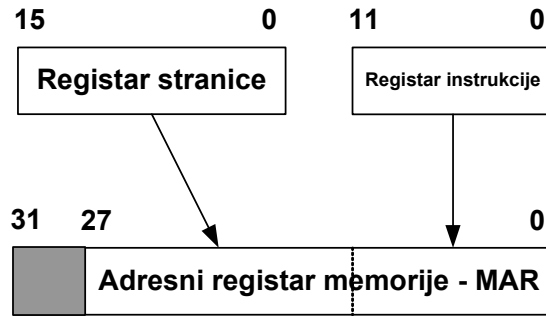 15 0 11 0
Registar stranice Registar instrukcije
31 27 0
Adresni registar memorije - MAR